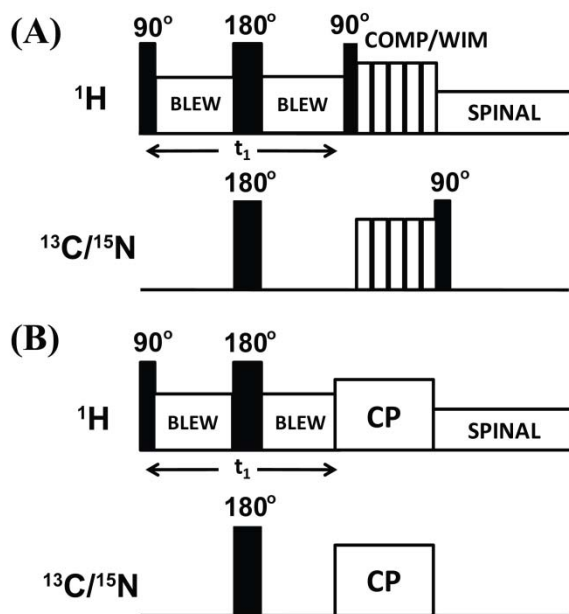 (A)
90° 180° 90° COMP/WIM
¹H BLEW BLEW SPINAL
t₁
180° 90°
¹³C/¹⁵N
(B)
90° 180°
¹H BLEW BLEW CP SPINAL
t₁
180°
¹³C/¹⁵N CP